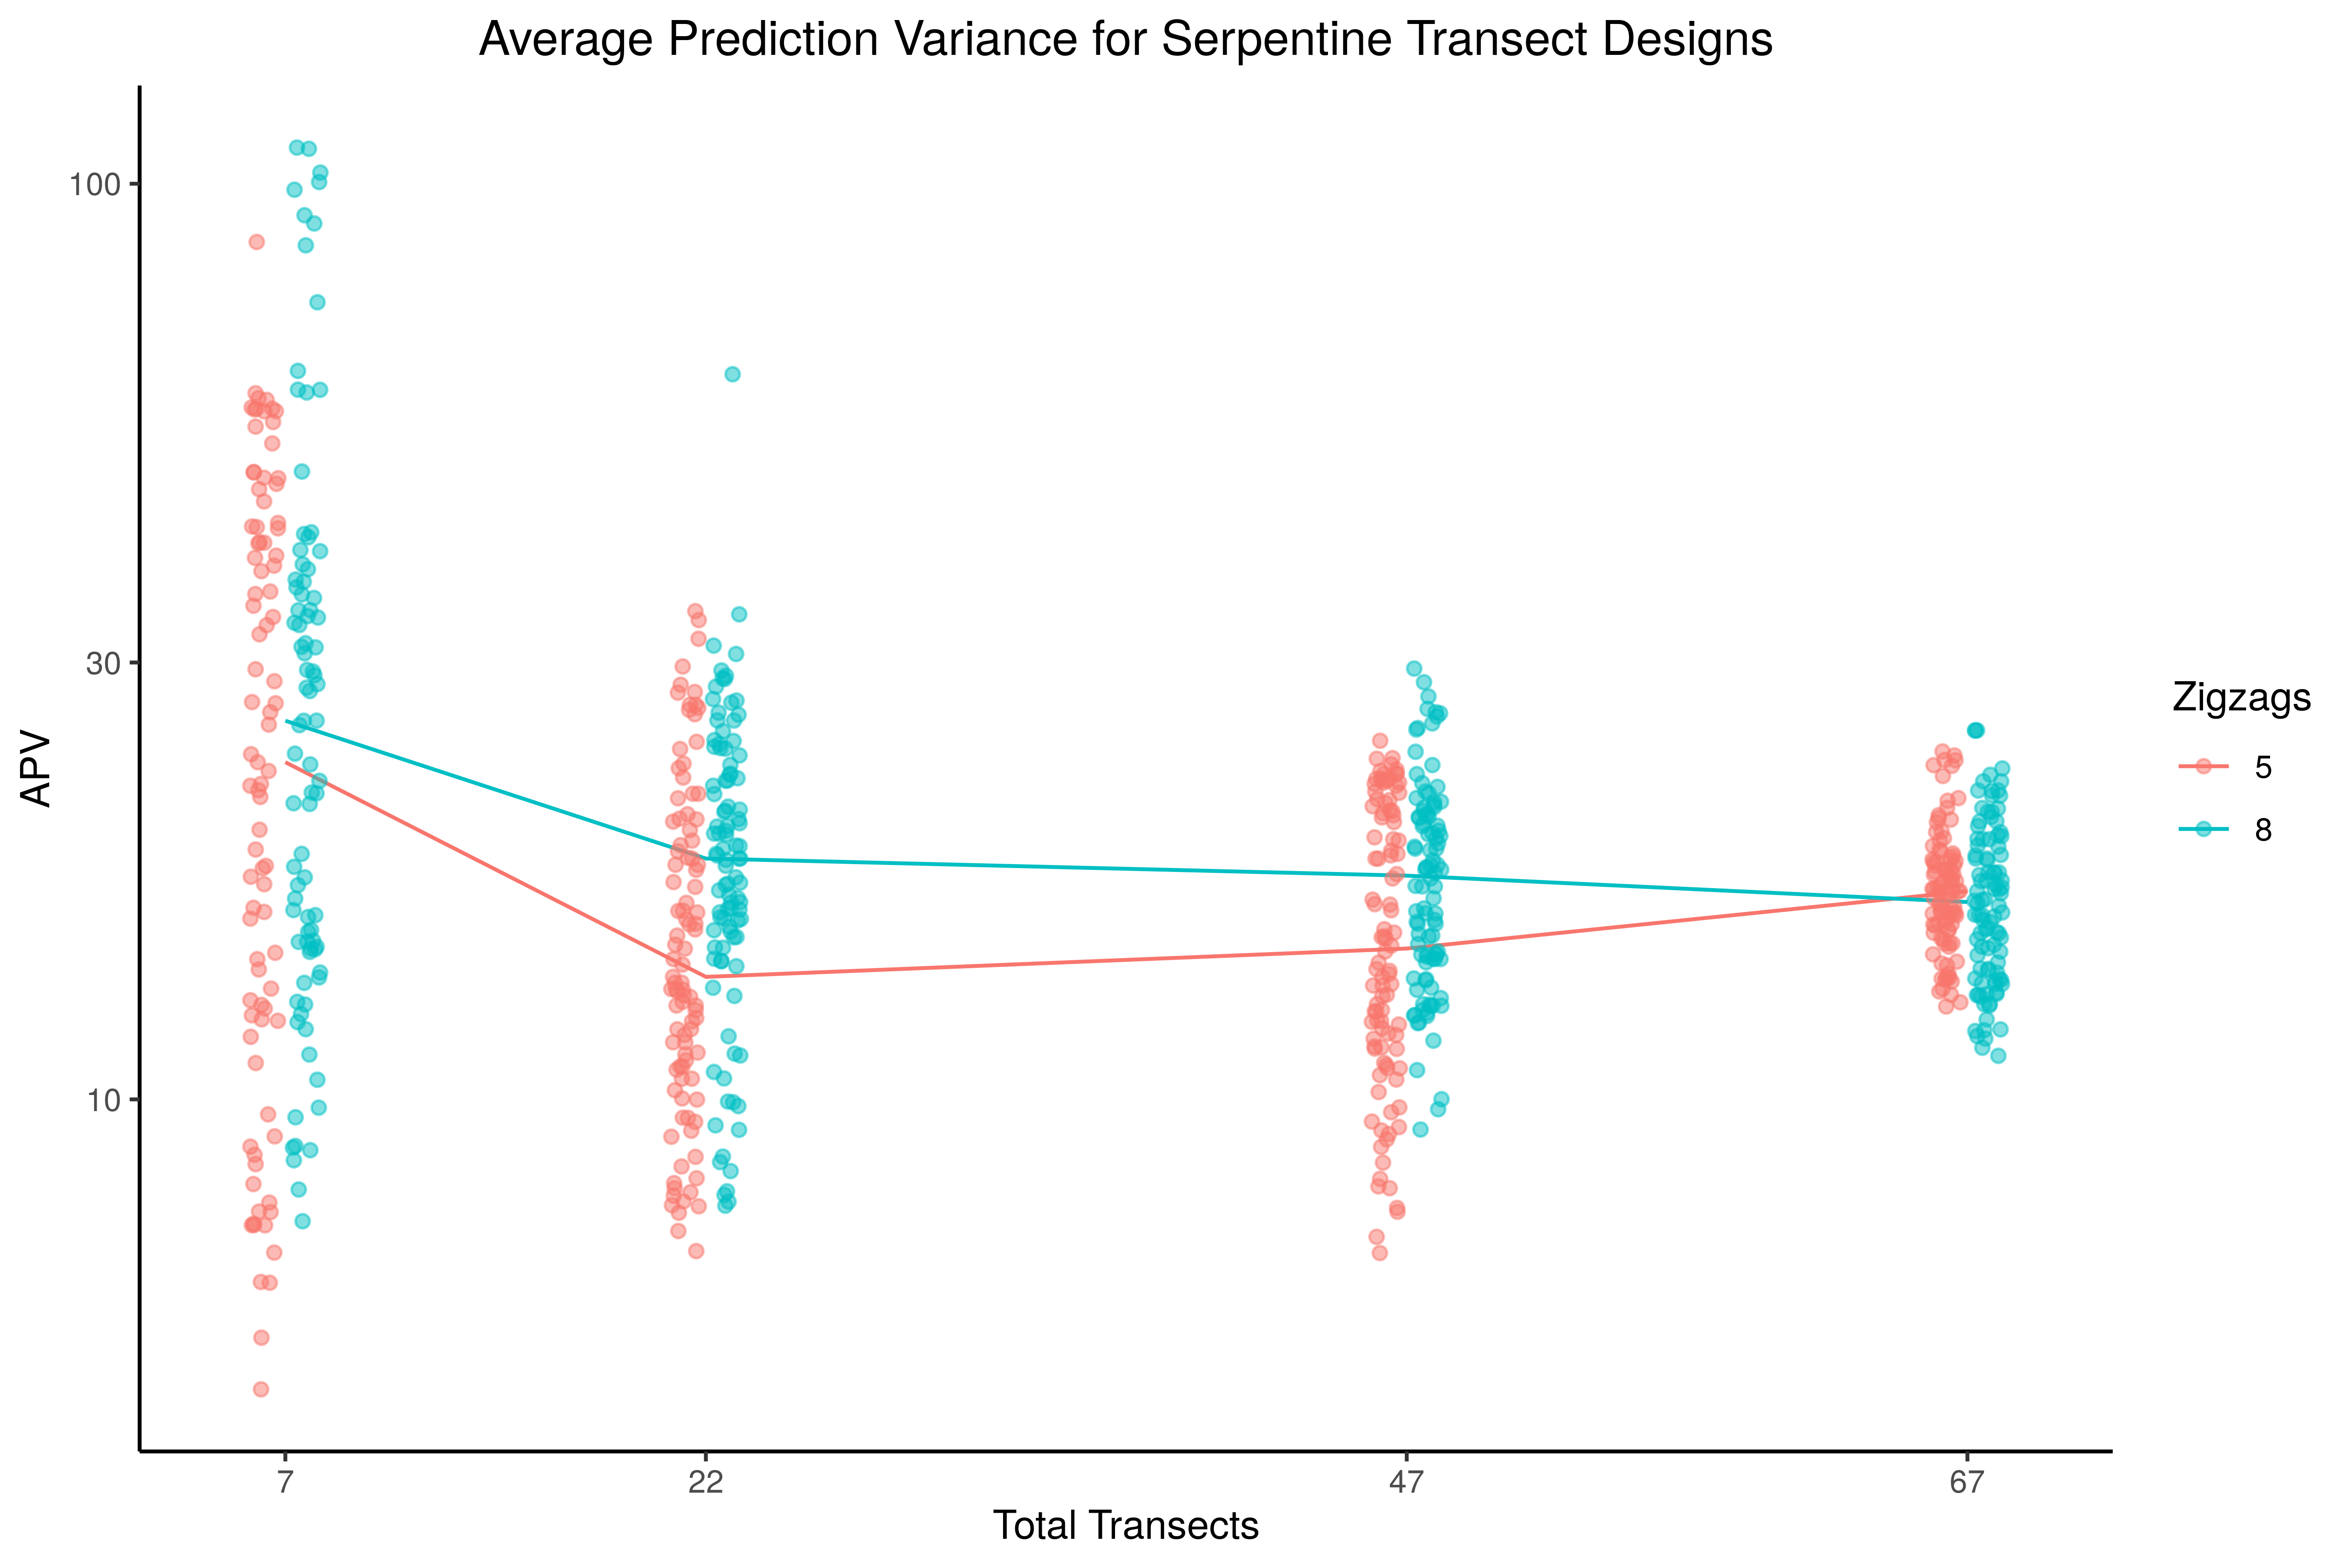 Average Prediction Variance for Serpentine Transect Designs
APV
100
30
10
7 22 47 67
Total Transects
Zigzags
5
8